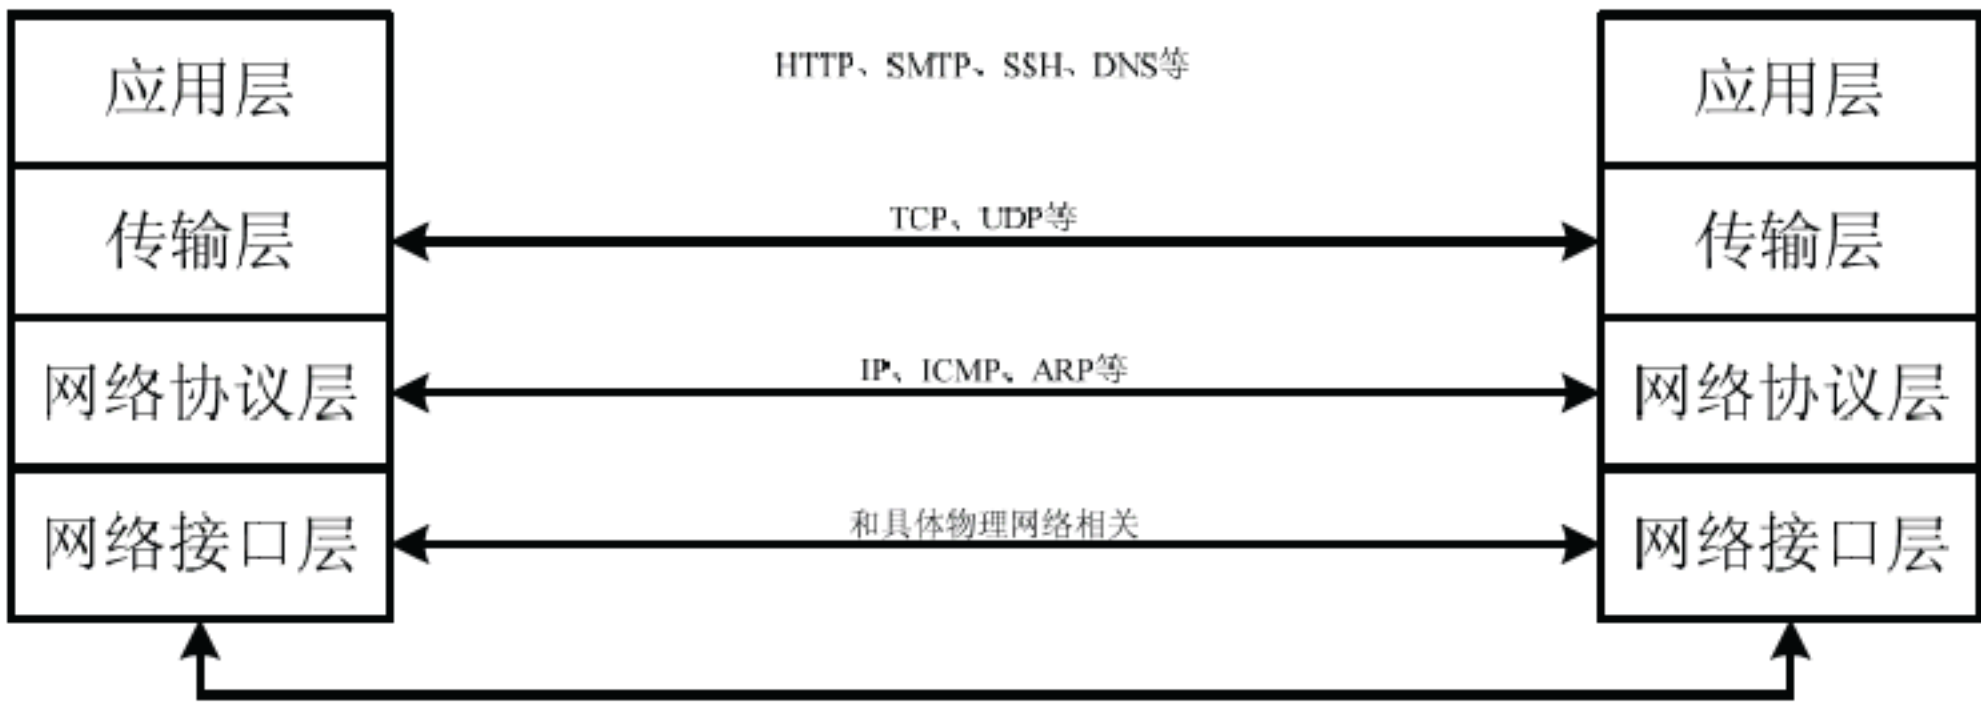 应用层
HTTP、SMTP、SSH、DNS等
应用层
传输层
TCP、UDP等
传输层
网络协议层
IP、ICMP、ARP等
网络协议层
网络接口层
和具体物理网络相关
网络接口层